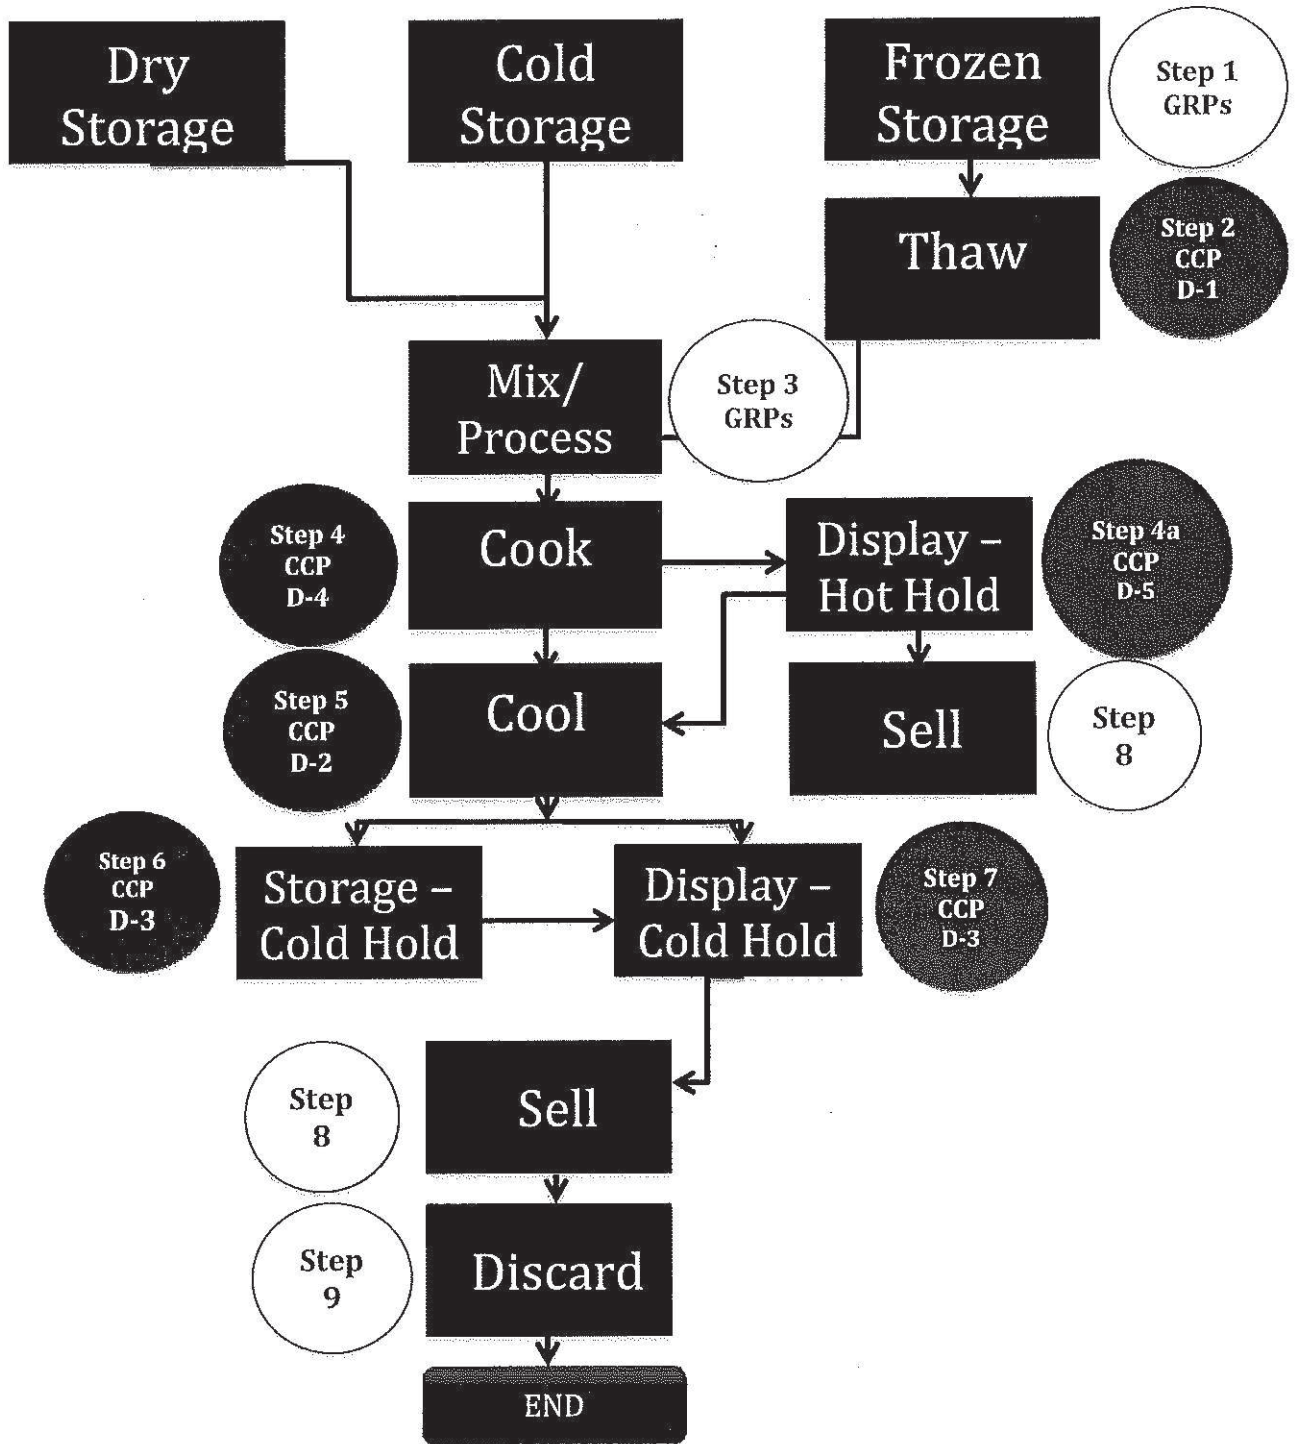 Dry
Storage
Cold
Storage
Frozen
Storage
Step 1
GRPs
Thaw
Step 2
CCP
D-1
Mix/
Process
Step 3
GRPs
Step 4
CCP
D-4
Cook
Display –
Hot Hold
Step 4a
CCP
D-5
Step 5
CCP
D-2
Cool
Sell
Step
8
Step 6
CCP
D-3
Storage –
Cold Hold
Display –
Cold Hold
Step 7
CCP
D-3
Step
8
Sell
Step
9
Discard
END